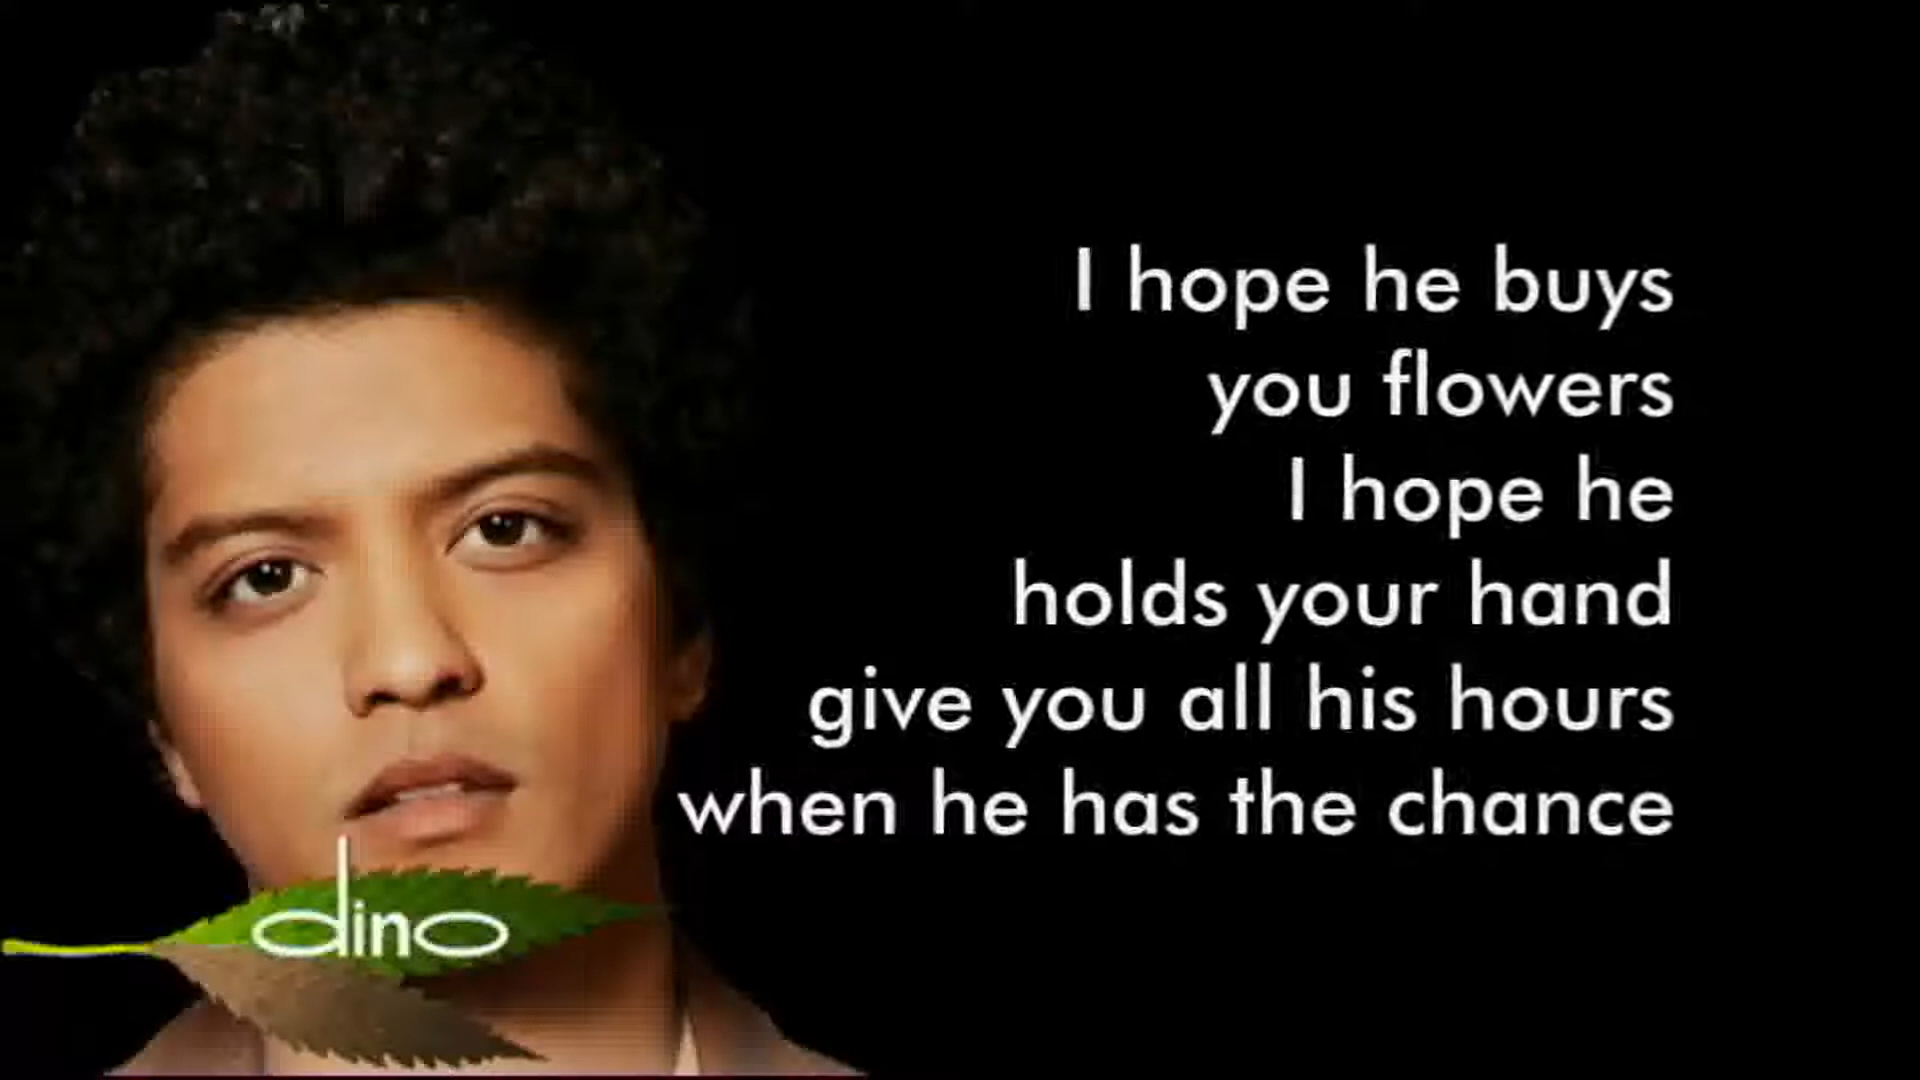 I hope he buys
you flowers
I hope he
holds your hand
give you all his hours
when he has the chance
dino